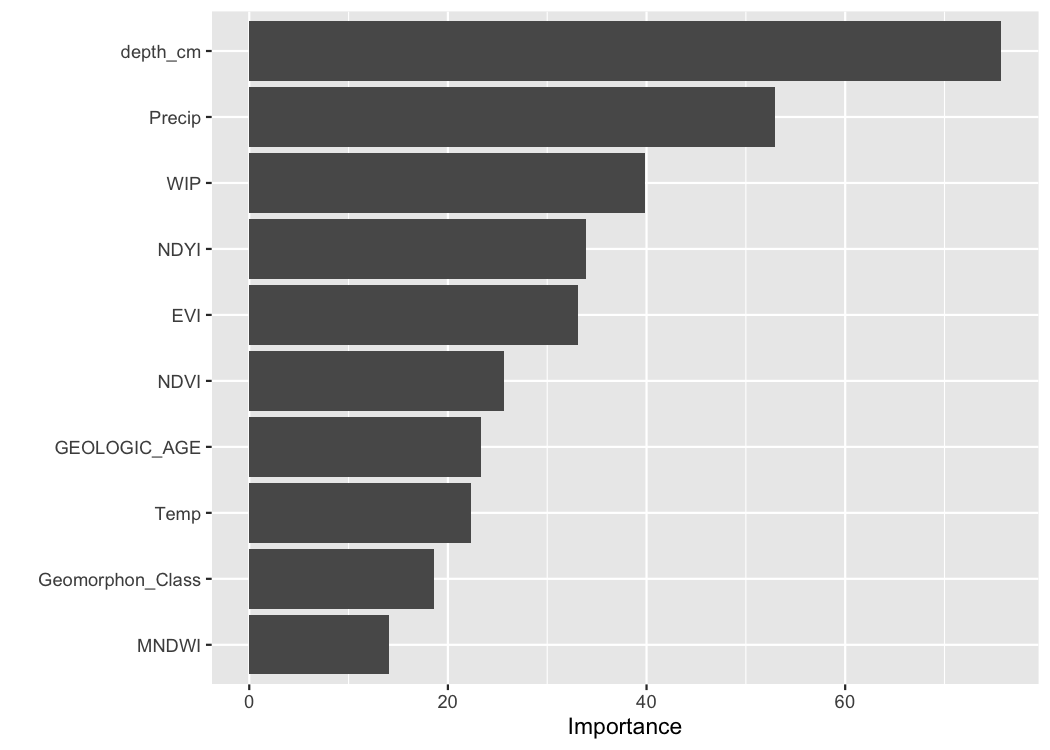 depth_cm
Precip
WIP
NDYI
EVI
NDVI
GEOLOGIC_AGE
Temp
Geomorphon_Class
MNDWI
0 20 40 60
Importance